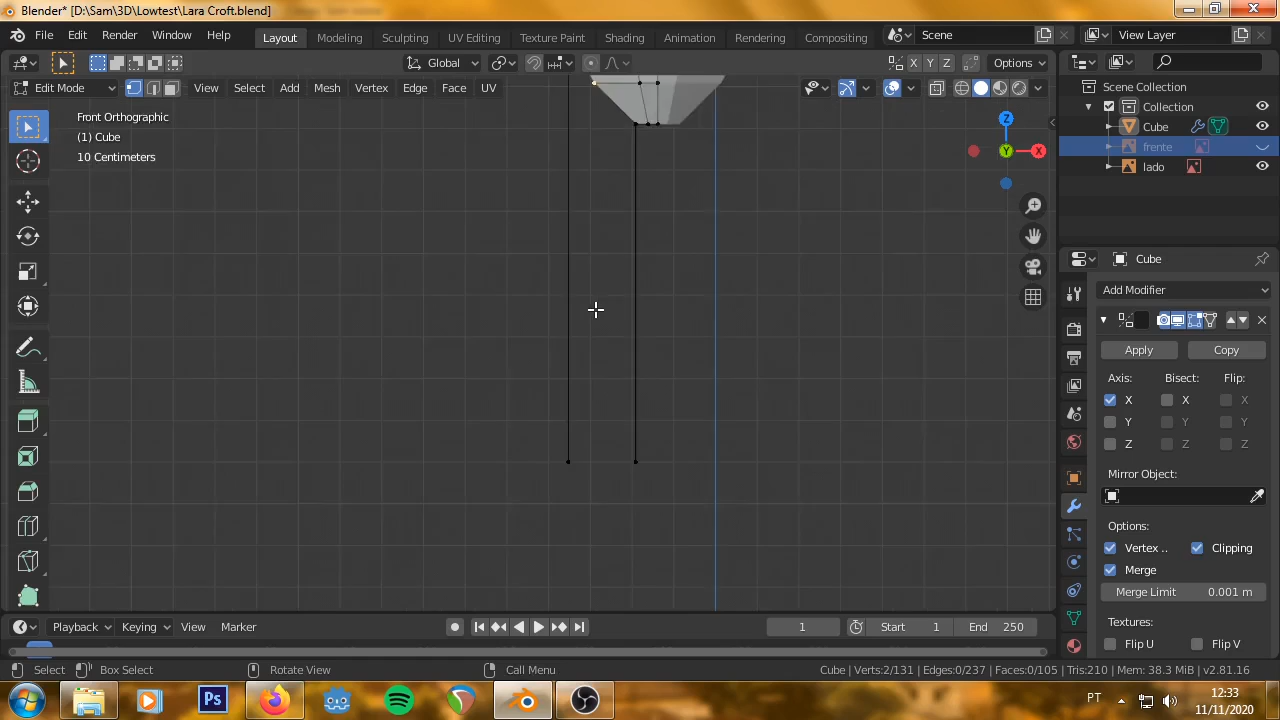 Blender* [D:\Sam\3D\Lowtest\Lara Croft.blend]
File Edit Render Window Help
Layout Modeling Sculpting UV Editing Texture Paint Shading Animation Rendering Compositing
Scene
View Layer
Global
X Y Z
Options
Edit Mode
View Select Add Mesh Vertex Edge Face UV
Front Orthographic
(1) Cube
10 Centimeters
Z
Y
X
Scene Collection
Collection
Cube
frente
lado
Cube
Add Modifier
Apply Copy
Axis: Bisect: Flip:
X X X
Y Y Y
Z Z Z
Mirror Object:
Options:
Vertex .. Clipping
Merge
Merge Limit 0.001 m
Textures:
Flip U Flip V
Playback Keying View Marker
1
Start 1
End 250
Select Box Select Rotate View Call Menu
Cube | Verts:2/131 | Edges:0/237 | Faces:0/105 | Tris:210 | Mem: 38.3 MiB | v2.81.16
Ps
PT
12:33
11/11/2020